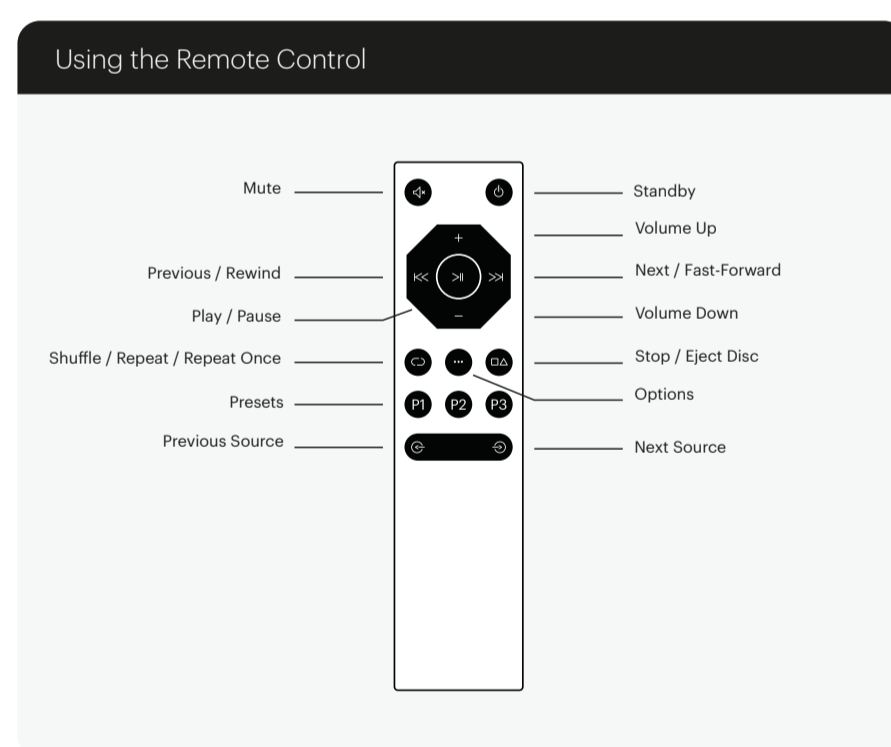 Using the Remote Control
Mute
Standby
Volume Up
Previous / Rewind
Next / Fast-Forward
Play / Pause
Volume Down
Shuffle / Repeat / Repeat Once
Stop / Eject Disc
Options
Presets
P1 P2 P3
Previous Source
Next Source